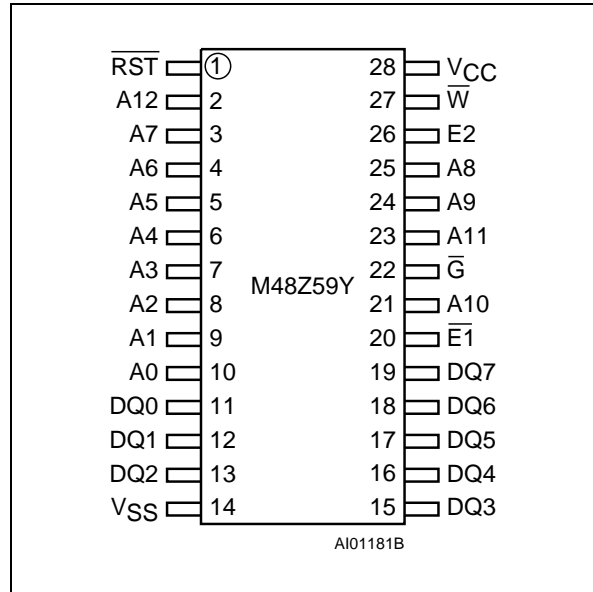 R̅S̅T̅ 1 28 VCC
A12 2 27 W̅
A7 3 26 E2
A6 4 25 A8
A5 5 24 A9
A4 6 23 A11
A3 7 22 G̅
M48Z59Y
A2 8 21 A10
A1 9 20 E̅1̅
A0 10 19 DQ7
DQ0 11 18 DQ6
DQ1 12 17 DQ5
DQ2 13 16 DQ4
VSS 14 15 DQ3
AI01181B